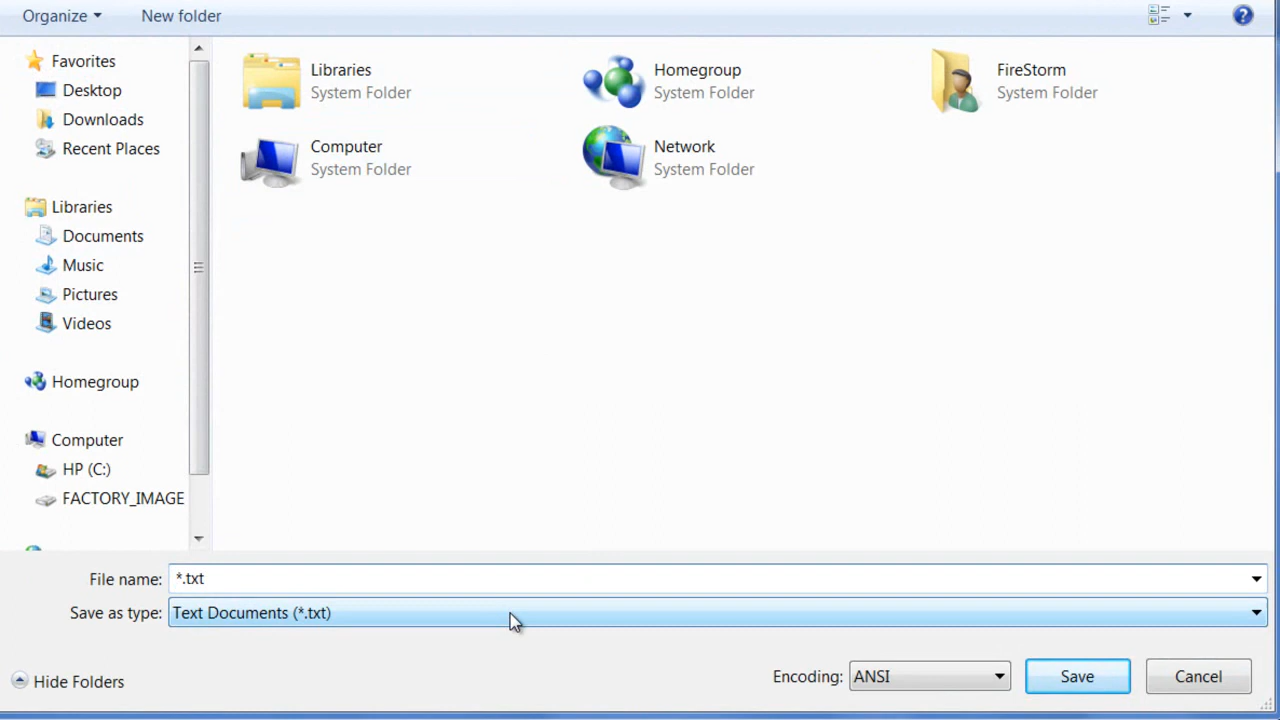 Organize
New folder
Favorites
Desktop
Downloads
Recent Places
Libraries
Documents
Music
Pictures
Videos
Homegroup
Computer
HP (C:)
FACTORY_IMAGE
Libraries
System Folder
Homegroup
System Folder
FireStorm
System Folder
Computer
System Folder
Network
System Folder
File name: *.txt
Save as type: Text Documents (*.txt)
Hide Folders
Encoding: ANSI
Save
Cancel